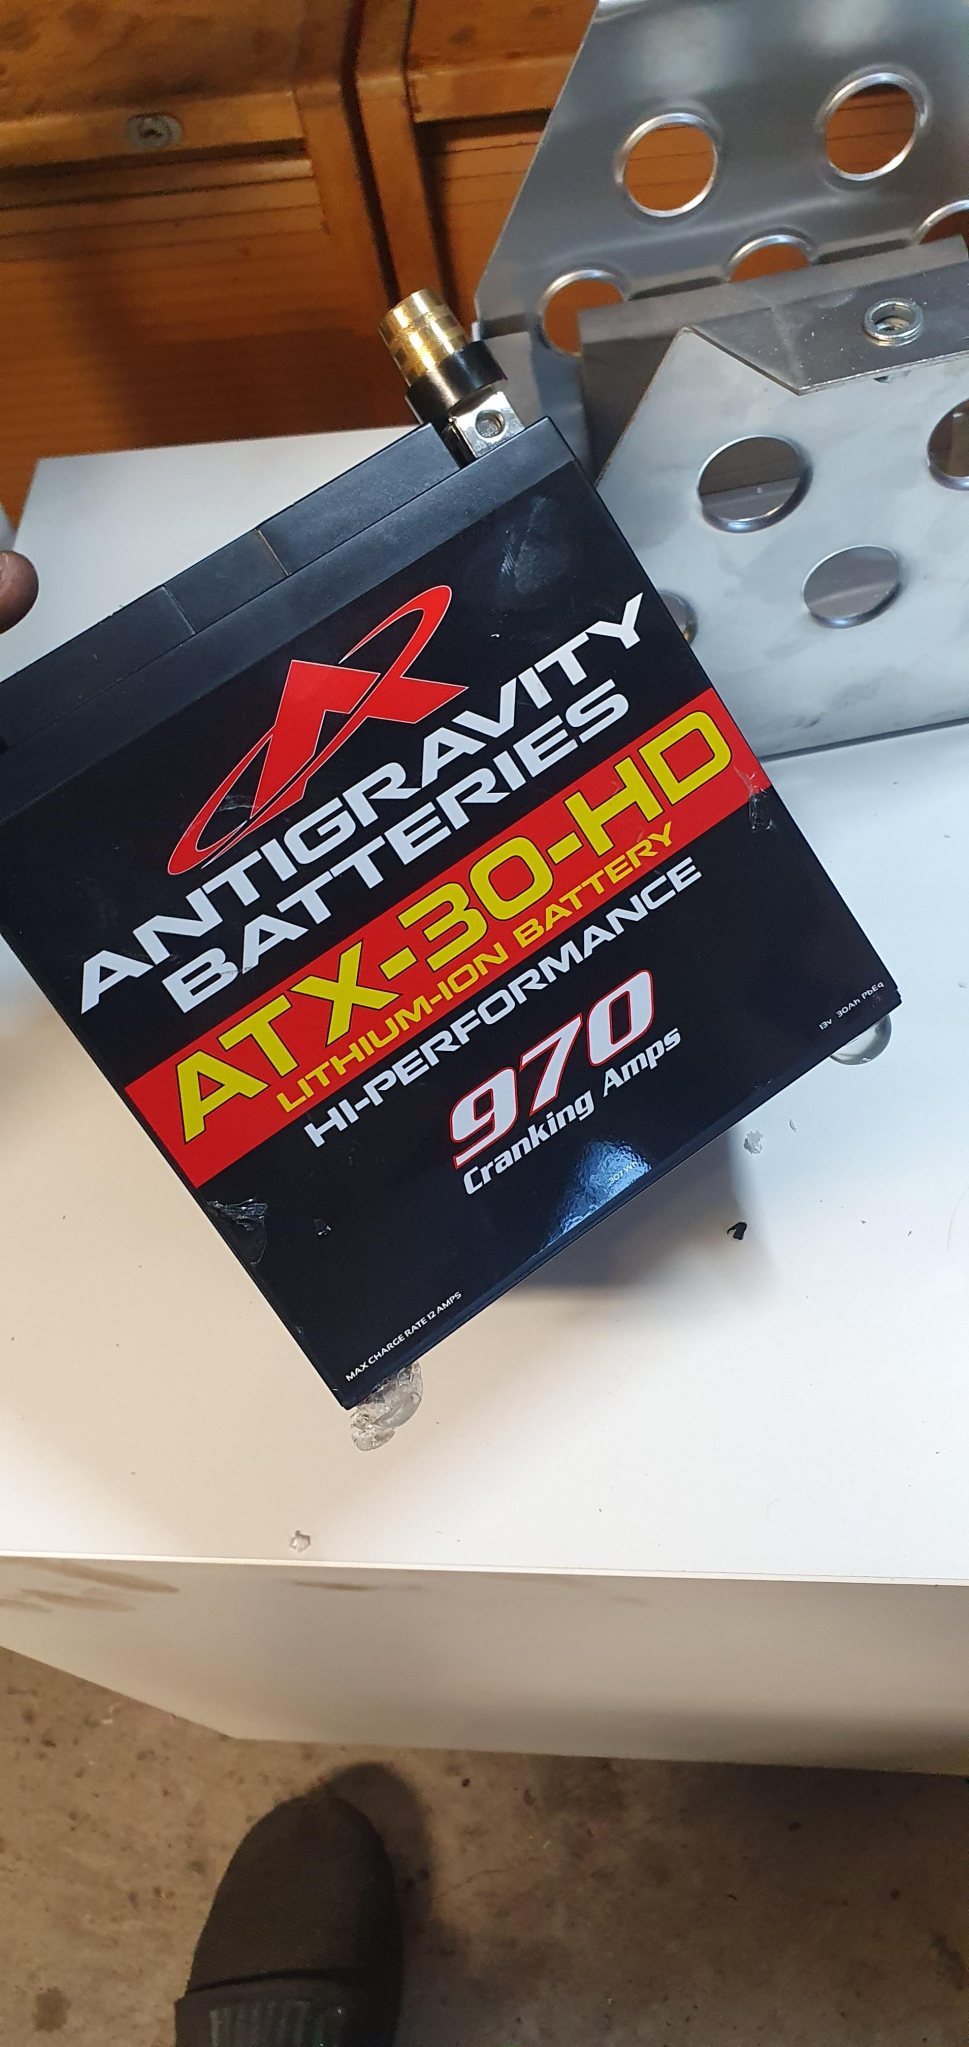 ANTIGRAVITY
BATTERIES
ATX-30-HD
LITHIUM-ION BATTERY
HI-PERFORMANCE
970
Cranking Amps
13v 30Ah PbEq
307Wh
MAX CHARGE RATE 12 AMPS